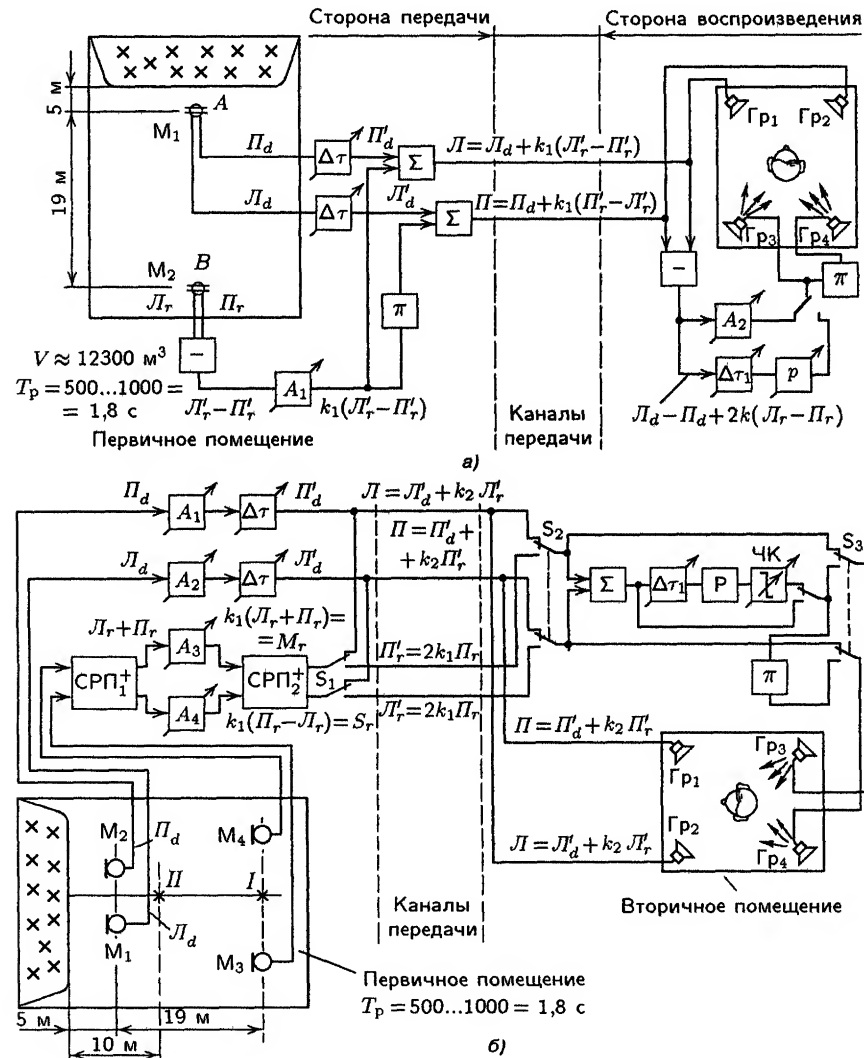 Сторона передачи
Сторона воспроизведения
5 м
19 м
A
M₁
П_d
Δτ
П′_d
Σ
Л = Л_d + k₁(Л′_r − П′_r)
Л_d
Δτ
Л′_d
Σ
П = П_d + k₁(П′_r − Л′_r)
Гр₁
Гр₂
Гр₃
Гр₄
M₂
B
Л_r
П_r
−
π
−
π
A₂
V ≈ 12300 м³
T_р = 500...1000 =
= 1,8 с
Л′_r − П′_r
A₁
k₁(Л′_r − П′_r)
Δτ₁
p
Л_d − П_d + 2k(Л_r − П_r)
Первичное помещение
Каналы
передачи
а)
П_d
A₁
Δτ
П′_d
Л = Л′_d + k₂ Л′_r
П = П′_d +
+ k₂П′_r
S₂
S₃
ЧК
Л_d
A₂
Δτ
Л′_d
Σ
Δτ₁
Р
Л_r + П_r
k₁(Л_r + П_r) =
= M_r
A₃
СРП₁⁺
СРП₂⁺
S₁
П′_r = 2k₁П_r
π
A₄
k₁(П_r − Л_r) = S_r
Л′_r = 2k₁П_r
П = П′_d + k₂ П′_r
Гр₁
Гр₃
M₂
П_d
M₄
Гр₂
Гр₄
Л = Л′_d + k₂ Л′_r
II
I
Л_d
M₁
M₃
Каналы
передачи
Вторичное помещение
Первичное помещение
T_р = 500...1000 = 1,8 с
5 м
19 м
10 м
б)